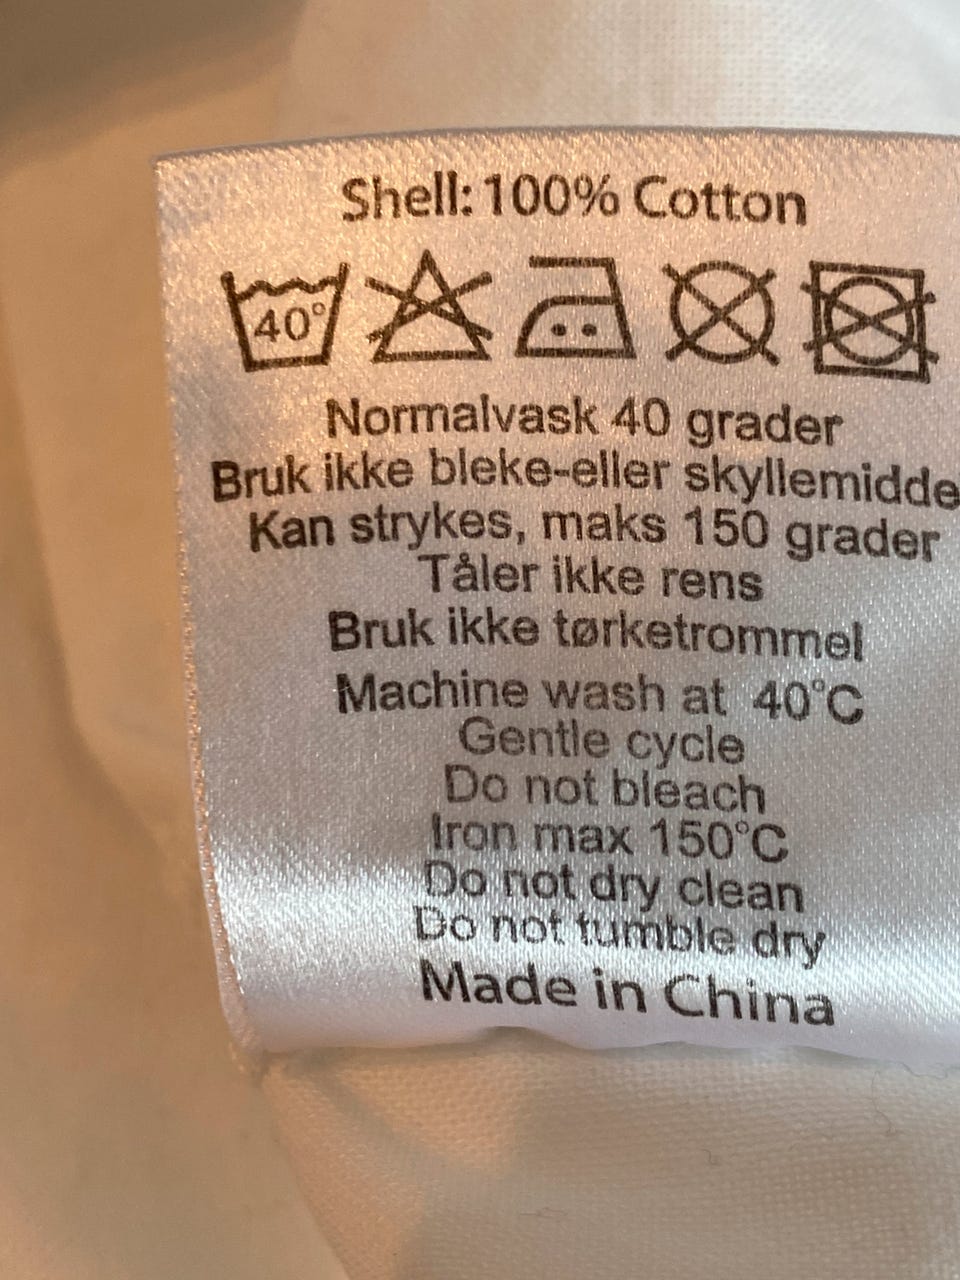 Shell: 100% Cotton
40°
Normalvask 40 grader
Bruk ikke bleke-eller skyllemidde
Kan strykes, maks 150 grader
Tåler ikke rens
Bruk ikke tørketrommel
Machine wash at 40°C
Gentle cycle
Do not bleach
Iron max 150°C
Do not dry clean
Do not tumble dry
Made in China